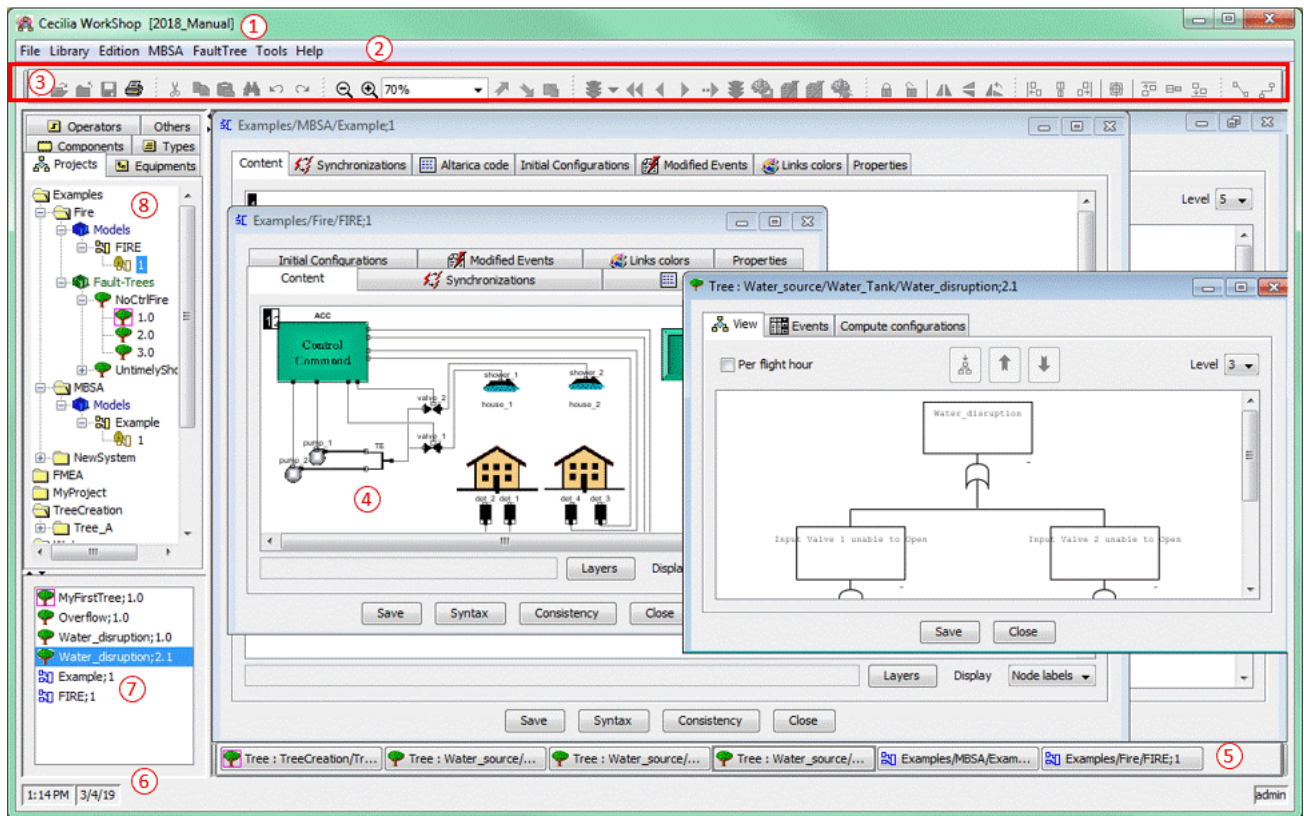 Cecilia WorkShop [2018_Manual] ①
File Library Edition MBSA FaultTree Tools Help ②
③ 70%
Operators Others
Components Types
Projects Equipments
Examples ⑧
Fire
Models
FIRE
1
Fault-Trees
NoCtrlFire
1.0
2.0
3.0
UntimelySho
MBSA
Models
Example
1
NewSystem
FMEA
MyProject
TreeCreation
Tree_A
MyFirstTree;1.0
Overflow;1.0
Water_disruption;1.0
Water_disruption;2.1
Example;1
FIRE;1
⑦
1:14 PM 3/4/19 ⑥
Examples/MBSA/Example;1
Content Synchronizations Altarica code Initial Configurations Modified Events Links colors Properties
Level 5
Examples/Fire/FIRE;1
Initial Configurations Modified Events Links colors Properties
Content Synchronizations
1 ACC
Control
Command
shower_1 shower_2
valve_2
house_1 house_2
valve_1
pump_1 TE
pump_2
④
det_2 det_1 det_4 det_3
Layers Displa
Save Syntax Consistency Close
Tree : Water_source/Water_Tank/Water_disruption;2.1
View Events Compute configurations
Per flight hour Level 3
Water_disruption
Input Valve 1 unable to Open Input Valve 2 unable to Open
Save Close
Layers Display Node labels
Save Syntax Consistency Close
Tree : TreeCreation/Tr... Tree : Water_source/... Tree : Water_source/... Tree : Water_source/... Examples/MBSA/Exam... Examples/Fire/FIRE;1 ⑤
admin